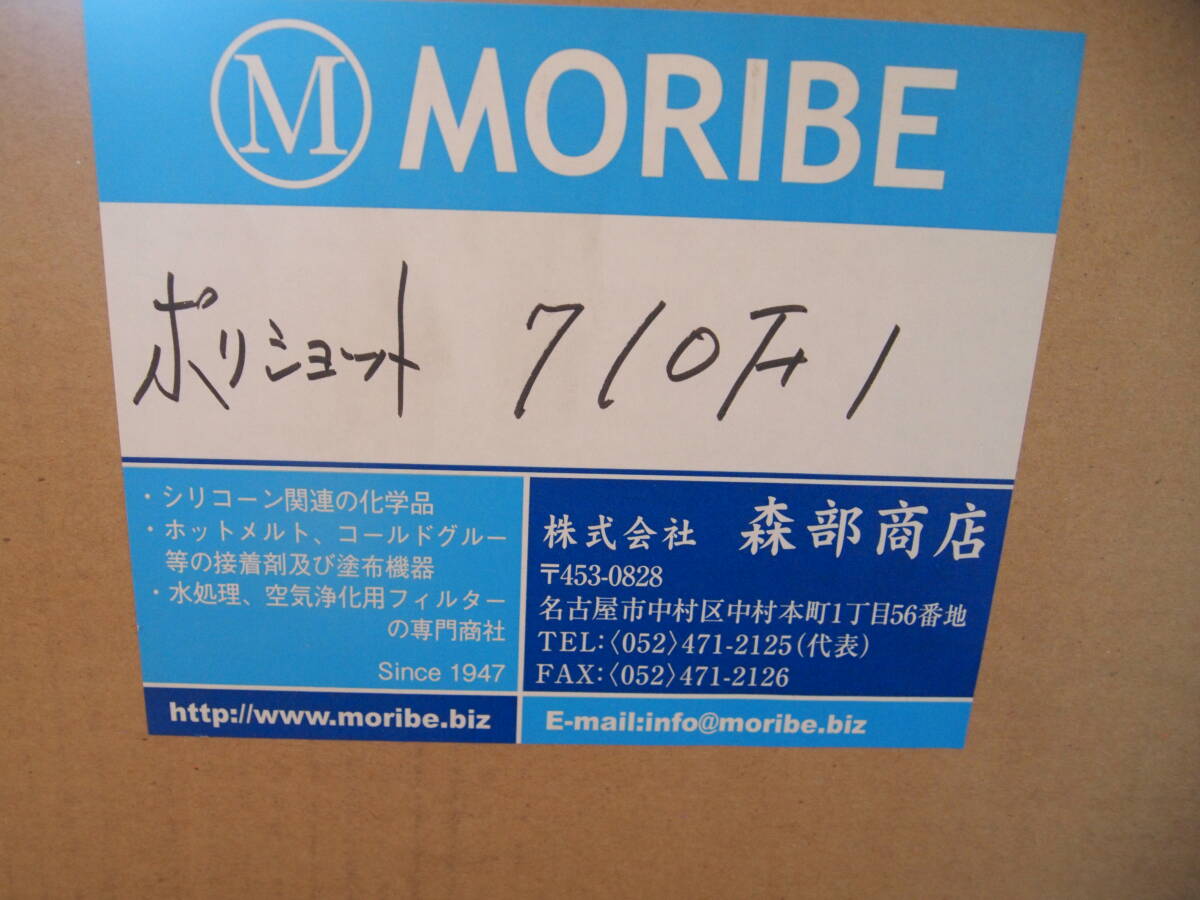 M MORIBE
ポリショット 710 1
・シリコーン関連の化学品
・ホットメルト、コールドグルー
等の接着剤及び塗布機器
・水処理、空気浄化用フィルター
の専門商社
Since 1947
株式会社 森部商店
〒453-0828
名古屋市中村区中村本町1丁目56番地
TEL:〈052〉471-2125(代表)
FAX:〈052〉471-2126
http://www.moribe.biz
E-mail:info@moribe.biz